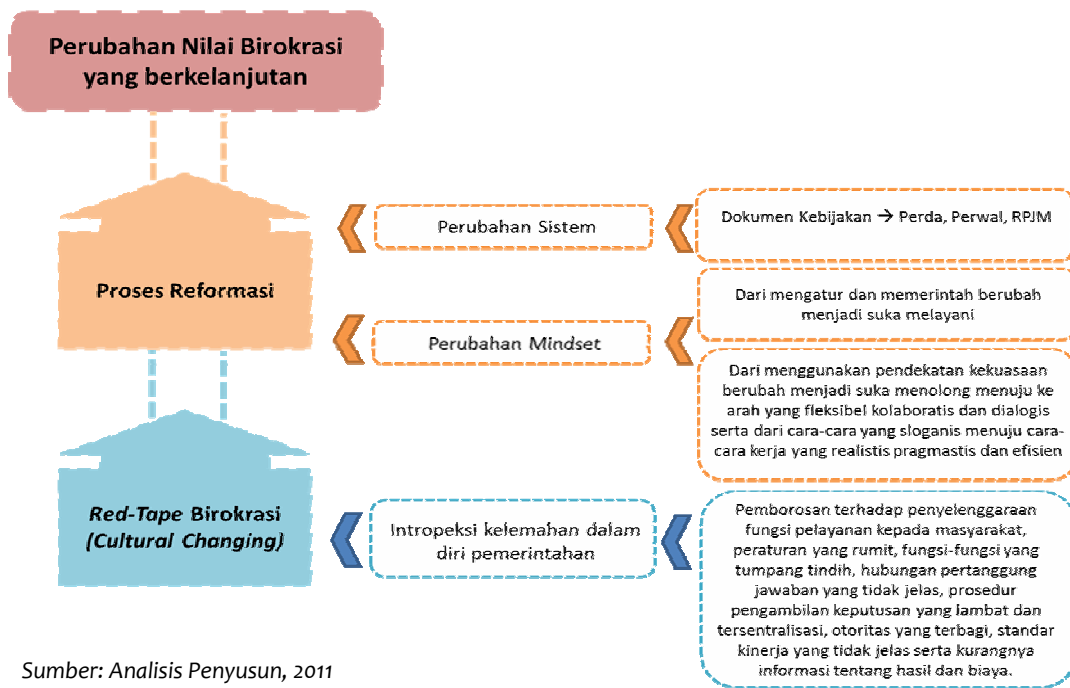 Perubahan Nilai Birokrasi
yang berkelanjutan
Proses Reformasi
Perubahan Sistem
Dokumen Kebijakan → Perda, Perwal, RPJM
Perubahan Mindset
Dari mengatur dan memerintah berubah
menjadi suka melayani
Dari menggunakan pendekatan kekuasaan
berubah menjadi suka menolong menuju ke
arah yang fleksibel kolaboratis dan dialogis
serta dari cara-cara yang sloganis menuju cara-
cara kerja yang realistis pragmastis dan efisien
Red-Tape Birokrasi
(Cultural Changing)
Intropeksi kelemahan dalam
diri pemerintahan
Pemborosan terhadap penyelenggaraan
fungsi pelayanan kepada masyarakat,
peraturan yang rumit, fungsi-fungsi yang
tumpang tindih, hubungan pertanggung
jawaban yang tidak jelas, prosedur
pengambilan keputusan yang lambat dan
tersentralisasi, otoritas yang terbagi, standar
kinerja yang tidak jelas serta kurangnya
informasi tentang hasil dan biaya.
Sumber: Analisis Penyusun, 2011